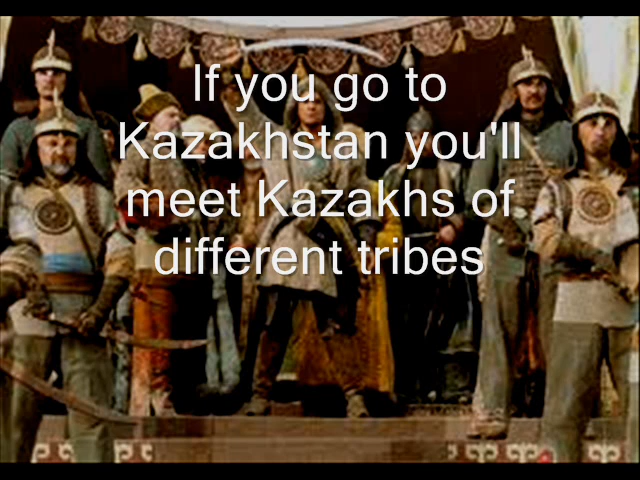 If you go to
Kazakhstan you'll
meet Kazakhs of
different tribes